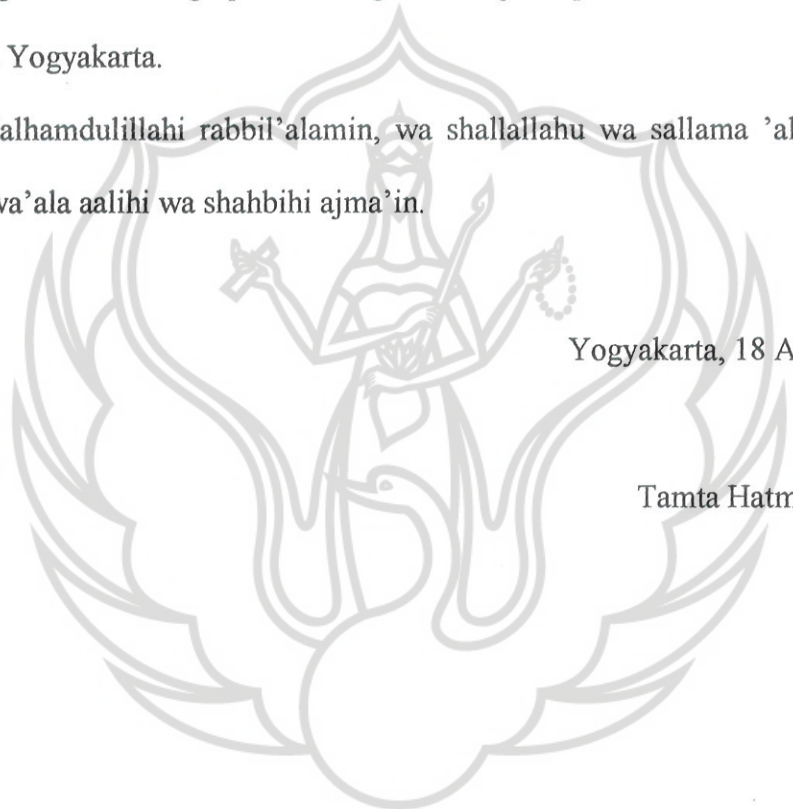 Yogyakarta.
alhamdulillahi rabbil’alamin, wa shallallahu wa sallama ’al
wa’ala aalihi wa shahbihi ajma’in.
Yogyakarta, 18 A
Tamta Hatm